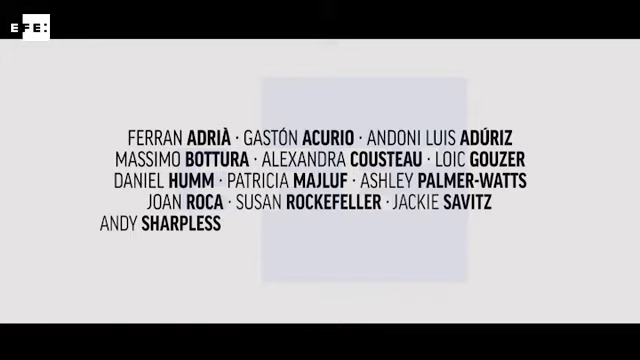 EFE:
FERRAN ADRIÀ · GASTÓN ACURIO · ANDONI LUIS ADÚRIZ
MASSIMO BOTTURA · ALEXANDRA COUSTEAU · LOIC GOUZER
DANIEL HUMM · PATRICIA MAJLUF · ASHLEY PALMER-WATTS
JOAN ROCA · SUSAN ROCKEFELLER · JACKIE SAVITZ
ANDY SHARPLESS